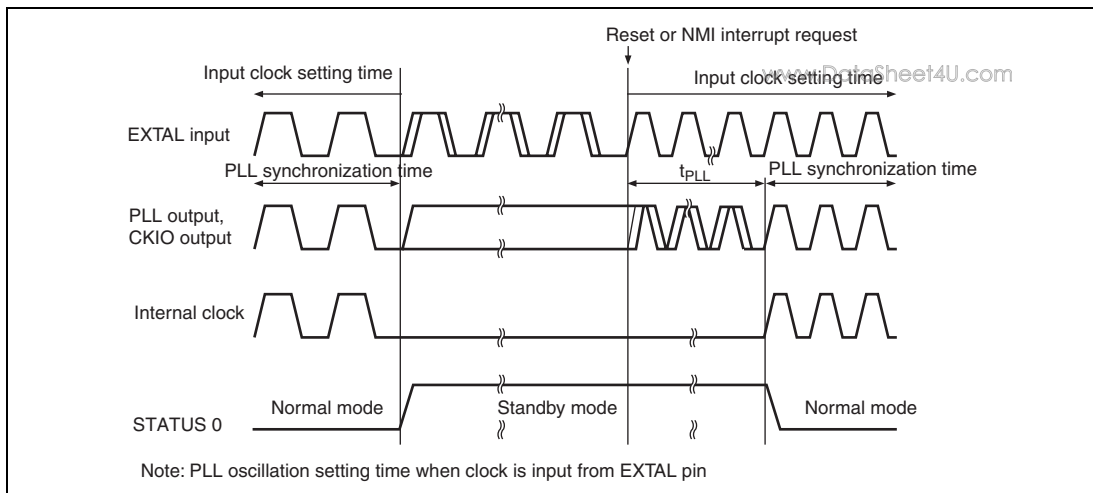 Reset or NMI interrupt request
www.DataSheet4U.com
Input clock setting time
Input clock setting time
EXTAL input
PLL synchronization time
tPLL
PLL synchronization time
PLL output,
CKIO output
Internal clock
Normal mode
Standby mode
Normal mode
STATUS 0
Note: PLL oscillation setting time when clock is input from EXTAL pin